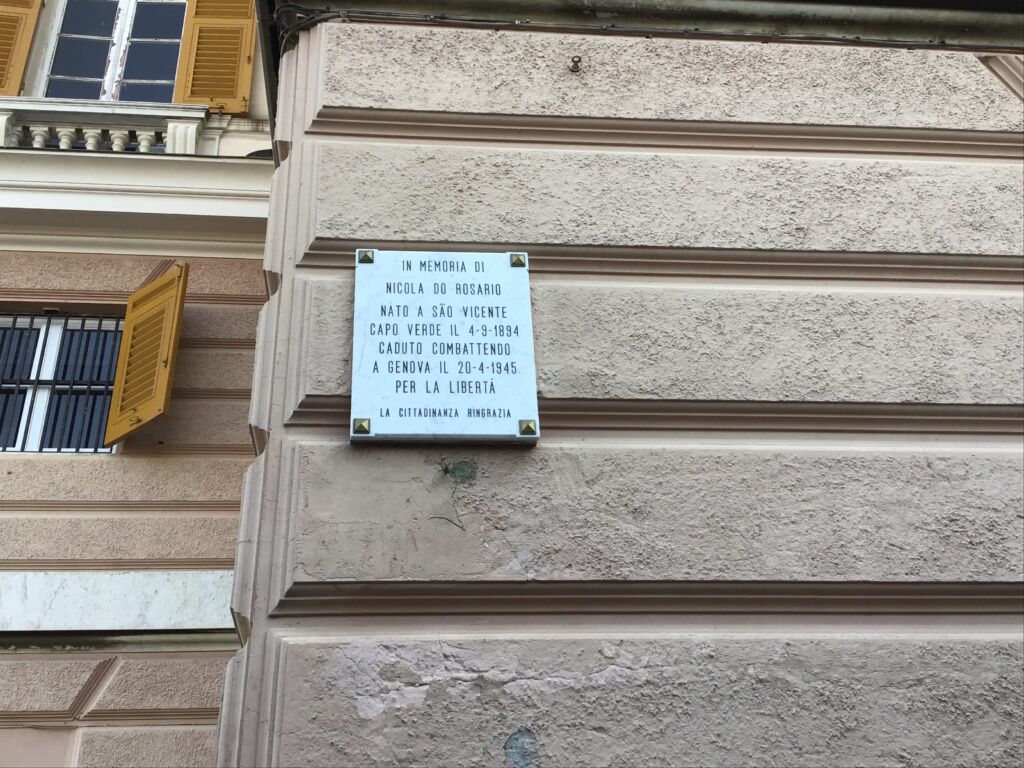 IN MEMORIA DI
NICOLA DO ROSARIO
NATO A SÃO VICENTE
CAPO VERDE IL 4-9-1894
CADUTO COMBATTENDO
A GENOVA IL 20-4-1945
PER LA LIBERTÀ
LA CITTADINANZA RINGRAZIA